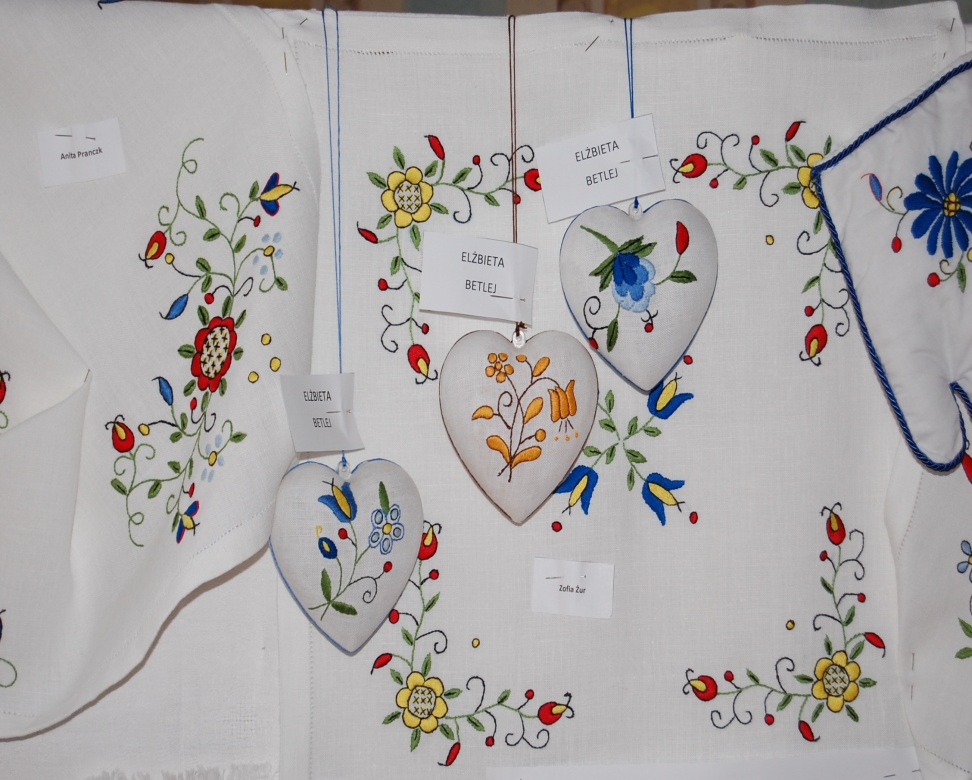 Anita Pranczk
ELŻBIETA
BETLEJ
ELŻBIETA
BETLEJ
ELŻBIETA
BETLEJ
Zofia Żur